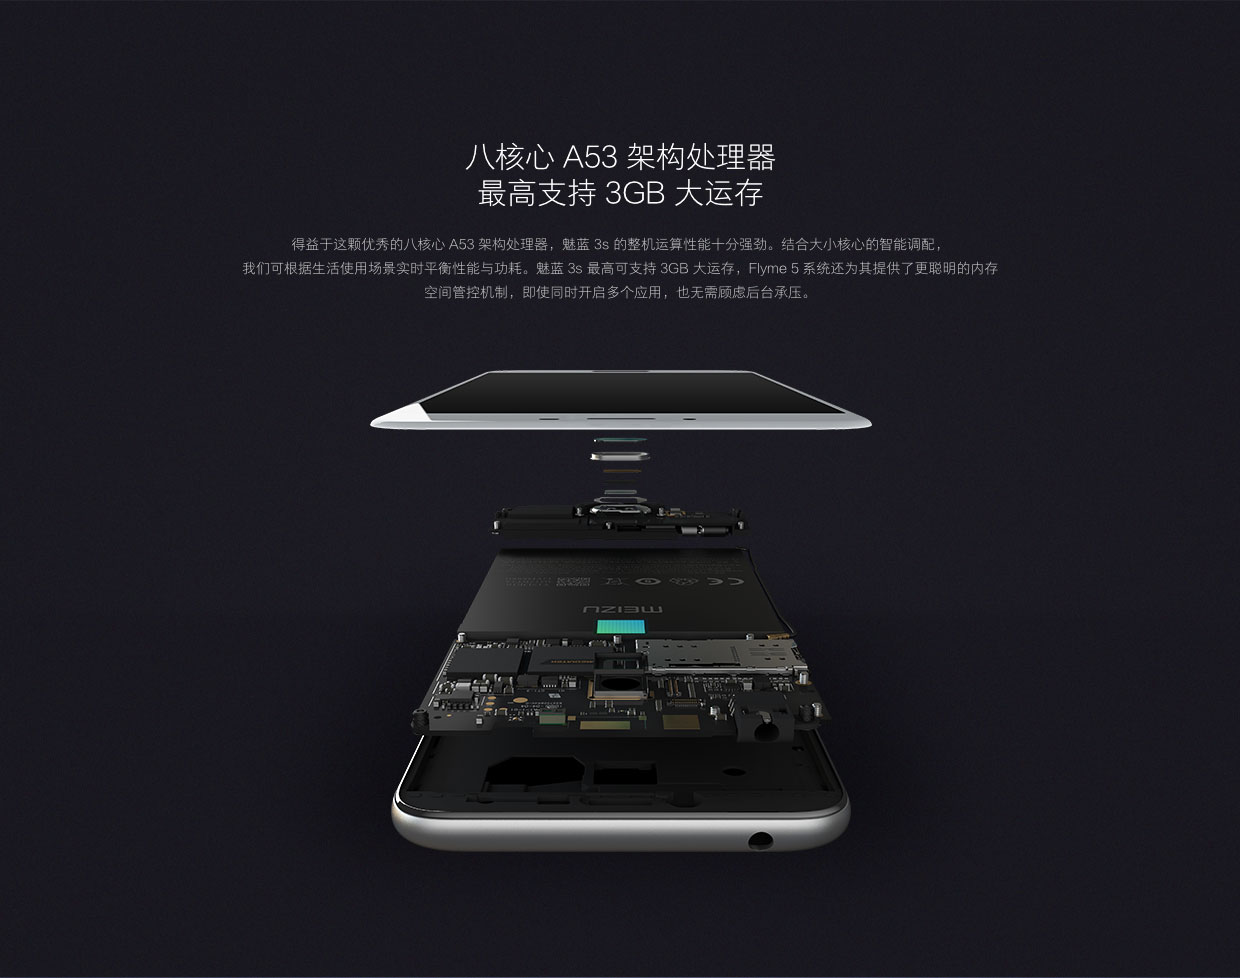 八核心 A53 架构处理器
最高支持 3GB 大运存
得益于这颗优秀的八核心 A53 架构处理器，魅蓝 3s 的整机运算性能十分强劲。结合大小核心的智能调配，
我们可根据生活使用场景实时平衡性能与功耗。魅蓝 3s 最高可支持 3GB 大运存，Flyme 5 系统还为其提供了更聪明的内存
空间管控机制，即使同时开启多个应用，也无需顾虑后台承压。
MEIZU